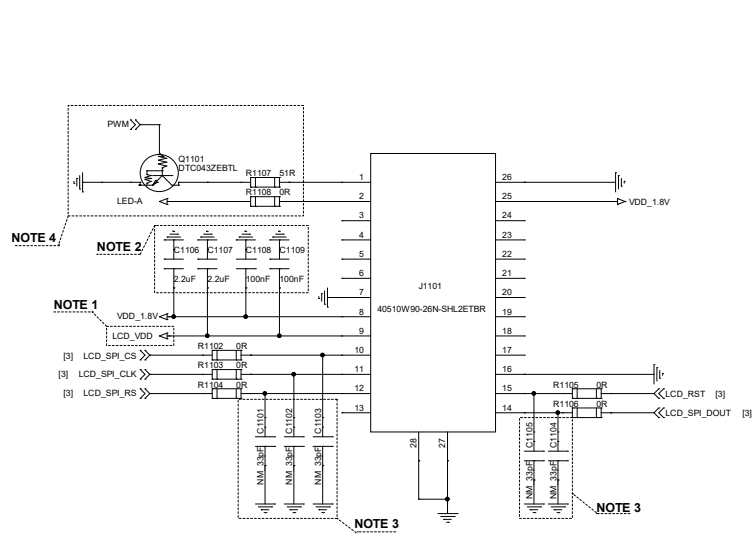 PWM
Q1101
DTC043ZEBTL
R1107 51R
R1108 0R
LED-A
NOTE 4
NOTE 2
C1106 C1107 C1108 C1109
2.2uF 2.2uF 100nF 100nF
NOTE 1
VDD_1.8V
LCD_VDD
[3] LCD_SPI_CS R1102 0R
[3] LCD_SPI_CLK R1103 0R
[3] LCD_SPI_RS R1104 0R
C1101 C1102 C1103
NM_33pF NM_33pF NM_33pF
NOTE 3
1
2
3
4
5
6
7
8
9
10
11
12
13
J1101
40510W90-26N-SHL2ETBR
28 27
26
25
24
23
22
21
20
19
18
17
16
15
14
VDD_1.8V
R1105 0R LCD_RST [3]
R1106 0R LCD_SPI_DOUT [3]
C1105 C1104
NM_33pF NM_33pF
NOTE 3